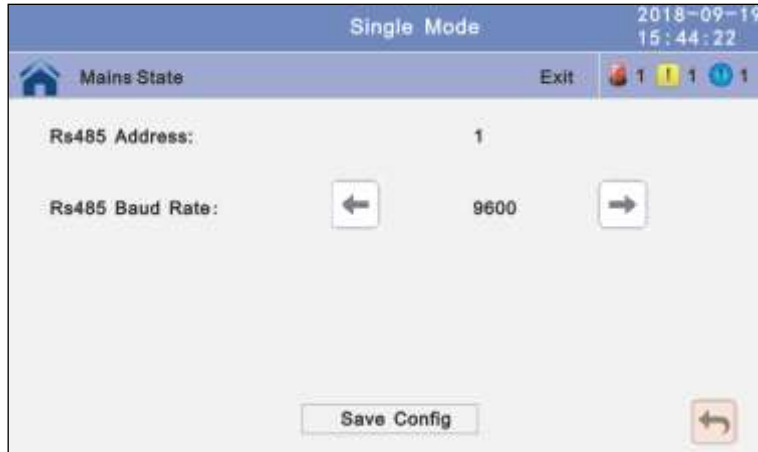 Single Mode
2018-09-19
15:44:22
Mains State Exit 1 ! 1 1
Rs485 Address: 1
Rs485 Baud Rate: 9600
Save Config